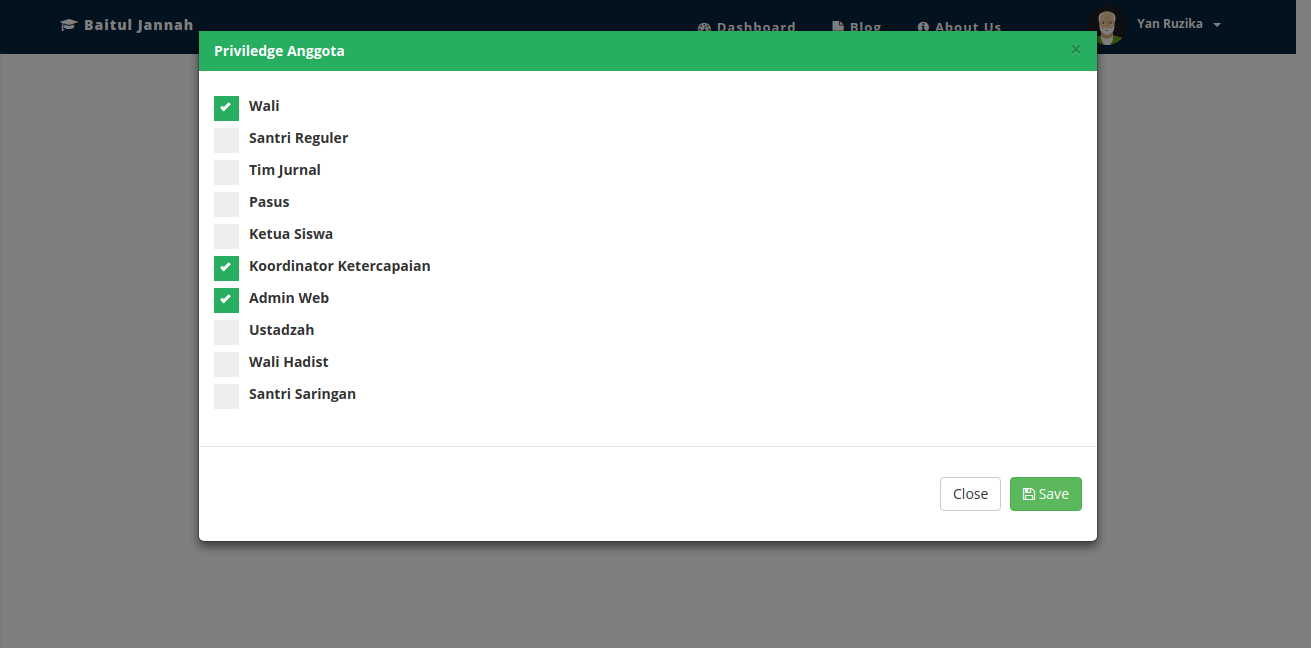 Baitul Jannah
Dashboard
Blog
About Us
Yan Ruzika
Priviledge Anggota
×
Wali
Santri Reguler
Tim Jurnal
Pasus
Ketua Siswa
Koordinator Ketercapaian
Admin Web
Ustadzah
Wali Hadist
Santri Saringan
Close
Save